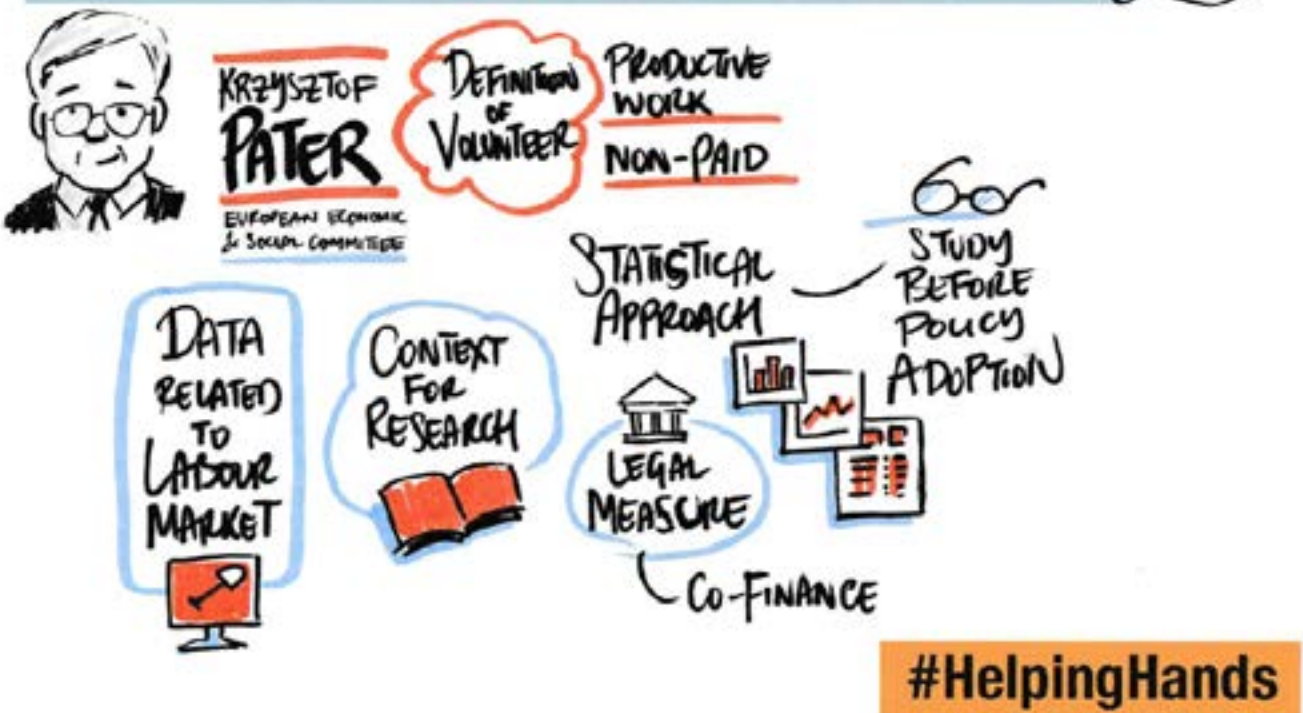 KRZYSZTOF
PATER
EUROPEAN ECONOMIC
& SOCIAL COMMITTEE
DEFINITION
OF
VOLUNTEER
PRODUCTIVE
WORK
NON-PAID
STATISTICAL
APPROACH
STUDY
BEFORE
POLICY
ADOPTION
DATA
RELATED
TO
LABOUR
MARKET
CONTEXT
FOR
RESEARCH
LEGAL
MEASURE
CO-FINANCE
#HelpingHands